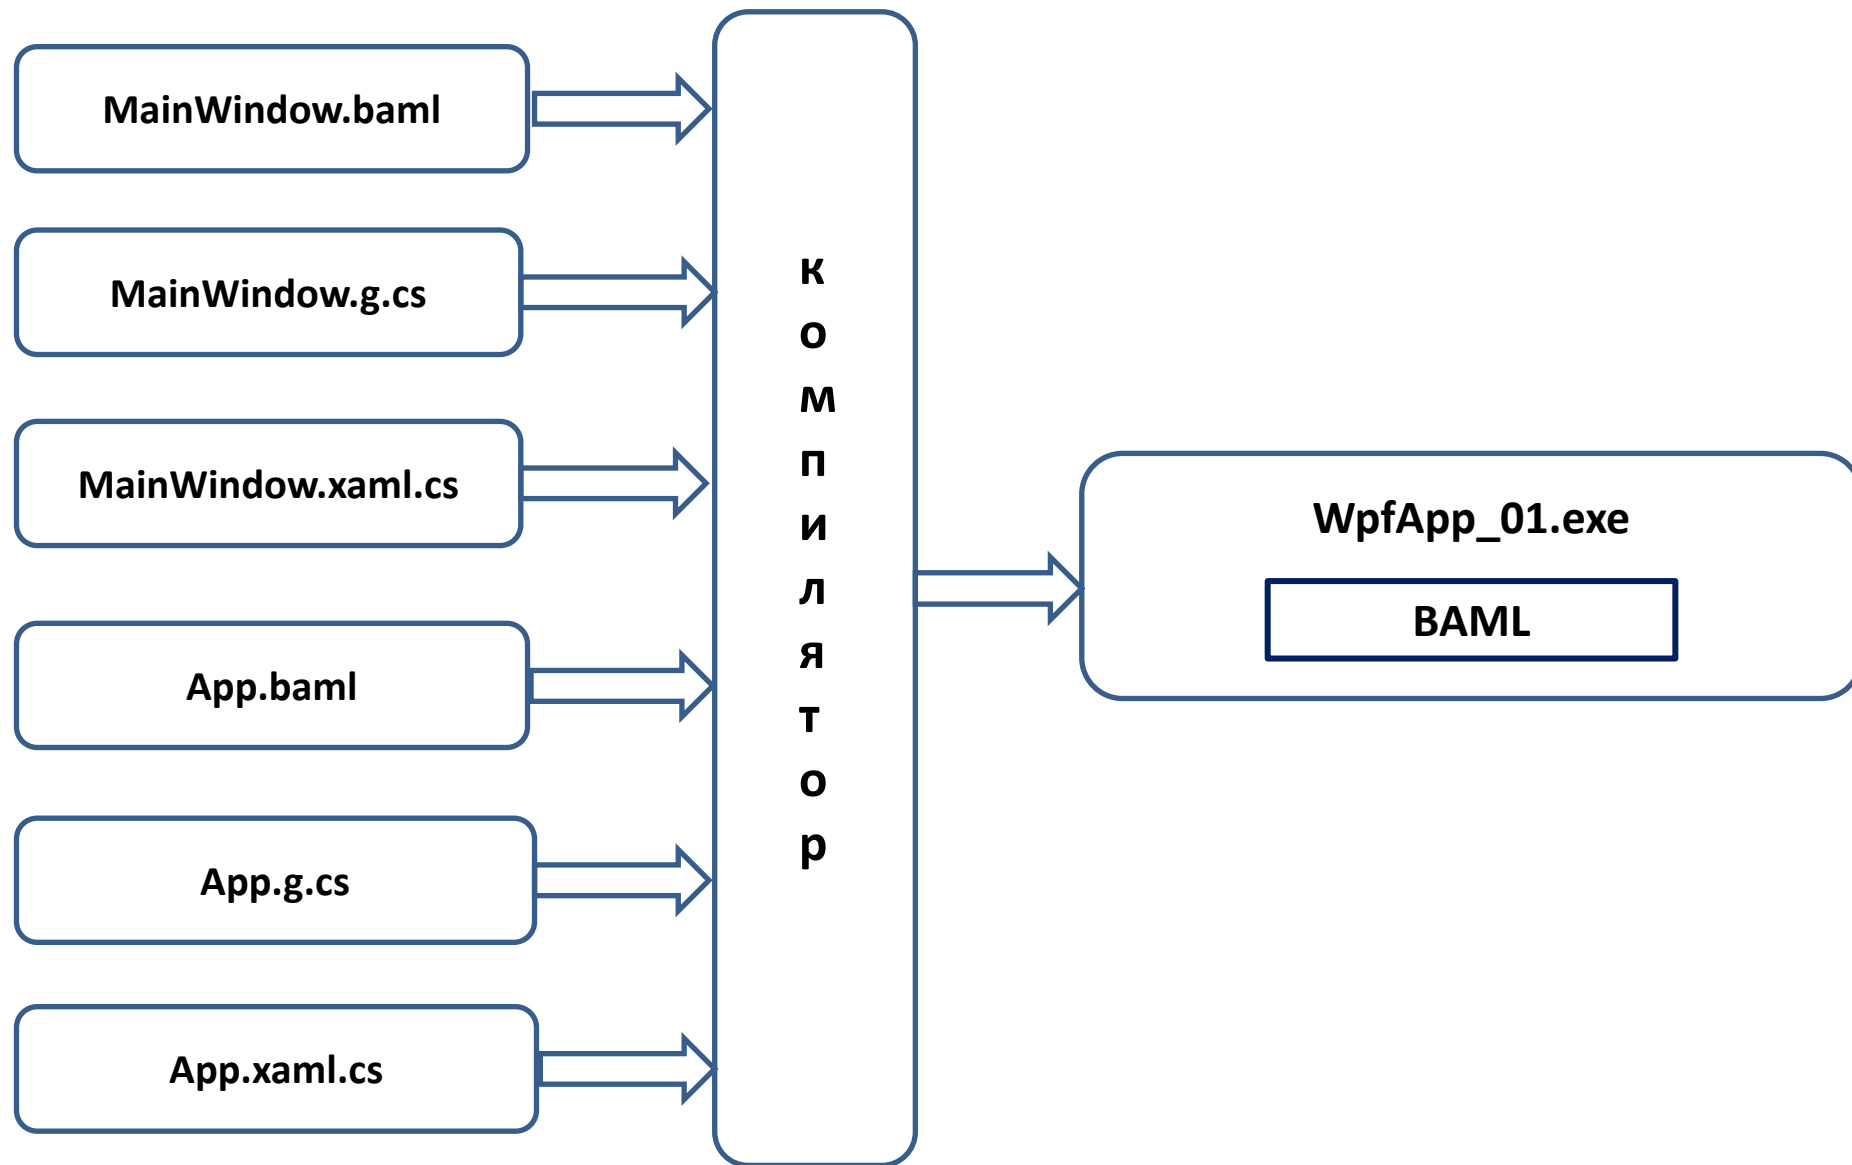 MainWindow.baml
MainWindow.g.cs
MainWindow.xaml.cs
App.baml
App.g.cs
App.xaml.cs
к
о
м
п
и
л
я
т
о
р
WpfApp_01.exe
BAML